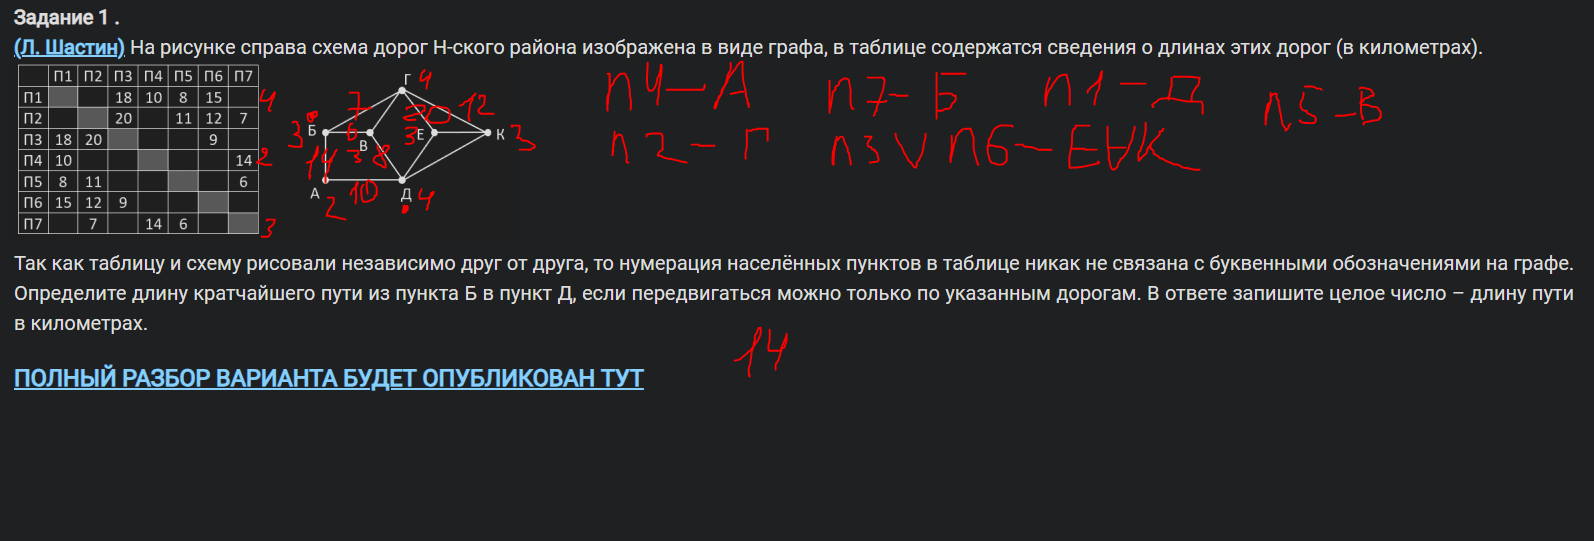 Задание 1 .
(Л. Шастин) На рисунке справа схема дорог Н-ского района изображена в виде графа, в таблице содержатся сведения о длинах этих дорог (в километрах).
П1 П2 П3 П4 П5 П6 П7
П1 18 10 8 15 4
П2 20 11 12 7
П3 18 20 9
П4 10 14 2
П5 8 11 6
П6 15 12 9
П7 7 14 6 3
Г 4
7 12
3 Б 6 В 3 Е К 3
14 3 8
А 10 Д 4
2
П4 – А П7 – Б П1 – Д П5 – В
П2 – Г П3 V П6 – Е И К
Так как таблицу и схему рисовали независимо друг от друга, то нумерация населённых пунктов в таблице никак не связана с буквенными обозначениями на графе.
Определите длину кратчайшего пути из пункта Б в пункт Д, если передвигаться можно только по указанным дорогам. В ответе запишите целое число – длину пути
в километрах.
14
ПОЛНЫЙ РАЗБОР ВАРИАНТА БУДЕТ ОПУБЛИКОВАН ТУТ